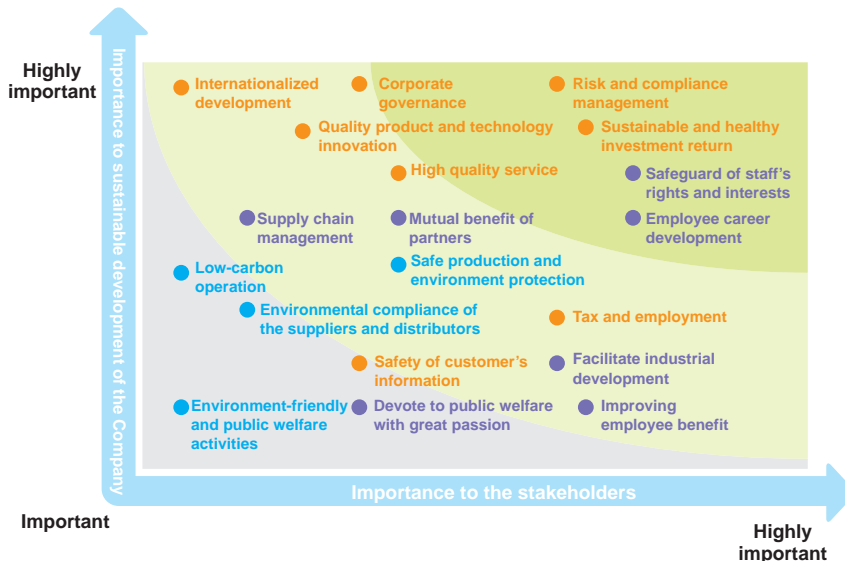 Importance to sustainable development of the Company
Highly
important
Internationalized
development
Corporate
governance
Risk and compliance
management
Quality product and technology
innovation
Sustainable and healthy
investment return
High quality service
Safeguard of staff's
rights and interests
Supply chain
management
Mutual benefit of
partners
Employee career
development
Low-carbon
operation
Safe production and
environment protection
Environmental compliance of
the suppliers and distributors
Tax and employment
Safety of customer's
information
Facilitate industrial
development
Environment-friendly
and public welfare
activities
Devote to public welfare
with great passion
Improving
employee benefit
Importance to the stakeholders
Important
Highly
important